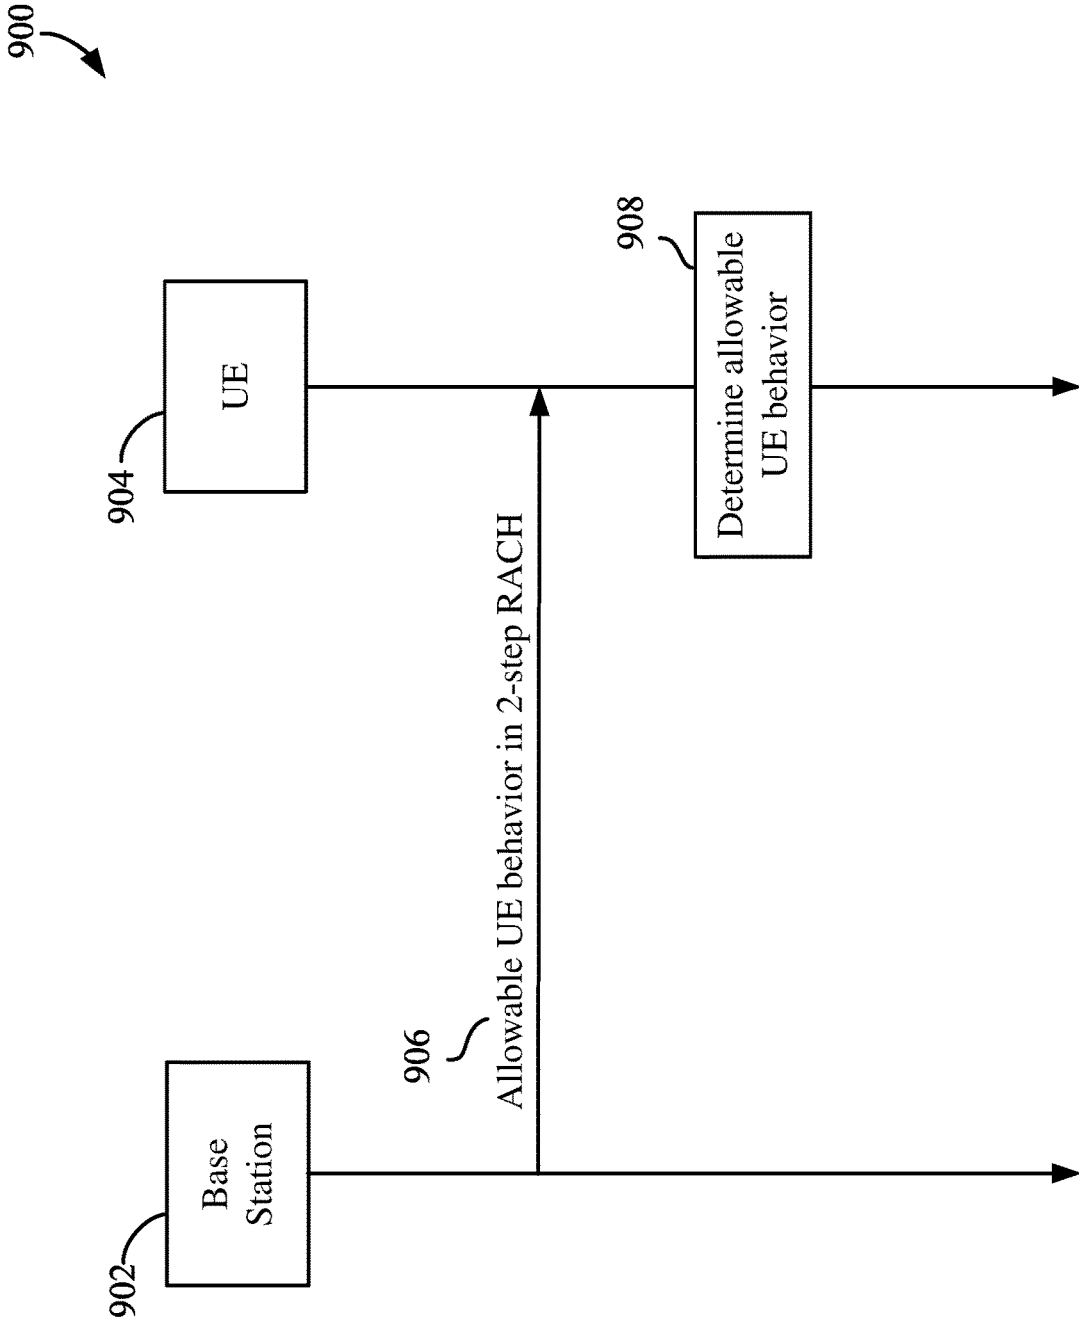 900
902
Base
Station
904
UE
906
Allowable UE behavior in 2-step RACH
908
Determine allowable
UE behavior